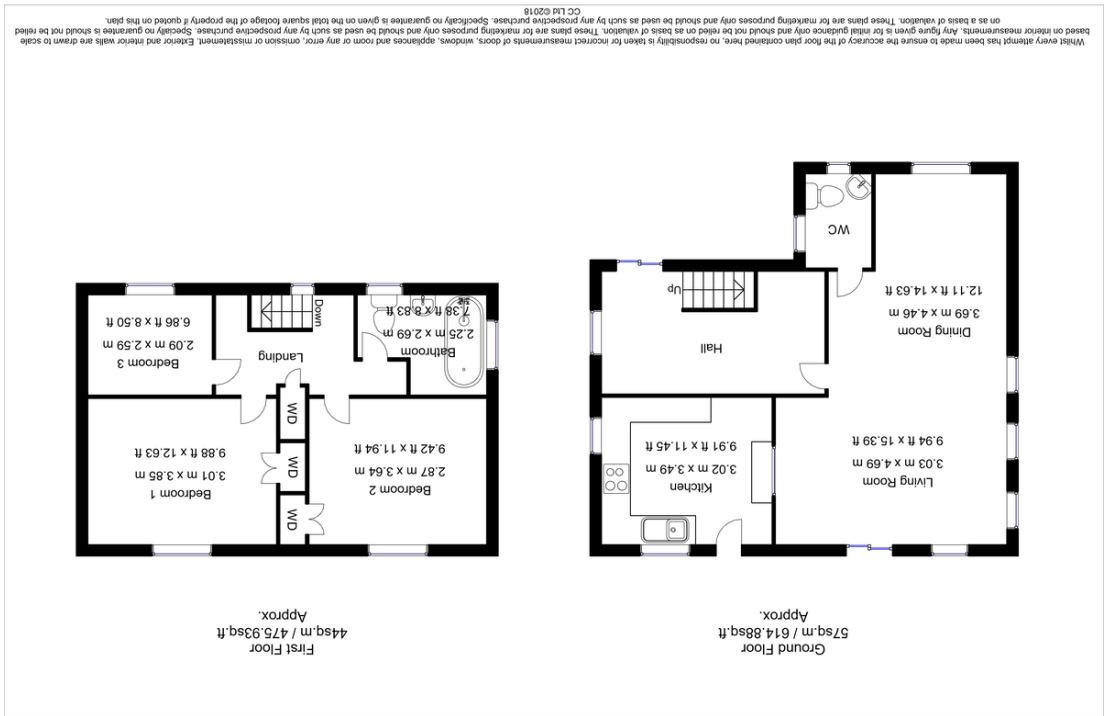 Ground Floor
57sq.m / 614.88sq.ft
Approx.
First Floor
44sq.m / 475.93sq.ft
Approx.
Living Room
3.03 m x 4.69 m
9.94 ft x 15.39 ft
Kitchen
3.02 m x 3.49 m
9.91 ft x 11.45 ft
Hall
Up
Dining Room
3.69 m x 4.46 m
12.11 ft x 14.63 ft
WC
Bedroom 2
2.87 m x 3.64 m
9.42 ft x 11.94 ft
WD
WD
WD
Bedroom 1
3.01 m x 3.85 m
9.88 ft x 12.63 ft
Bathroom
2.25 m x 2.69 m
7.38 ft x 8.83 ft
Landing
Down
Bedroom 3
2.09 m x 2.59 m
6.86 ft x 8.50 ft
Whilst every attempt has been made to ensure the accuracy of the floor plan contained here, no responsibility is taken for incorrect measurements of doors, windows, appliances and room or any error, omission or misstatement. Exterior and interior walls are drawn to scale
based on interior measurements. Any figure given is for initial guidance only and should not be relied on as basis of valuation. These plans are for marketing purposes only and should be used as such by any prospective purchase. Specially no guarantee is should not be relied
on as a basis of valuation. These plans are for marketing purposes only and should be used as such by any prospective purchase. Specifically no guarantee is given on the total square footage of the property if quoted on this plan.
CC Ltd ©2018